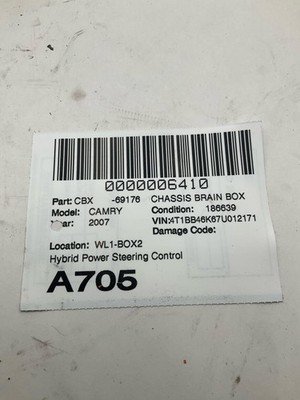 0000006410
Part: CBX -69176 CHASSIS BRAIN BOX
Model: CAMRY Condition: 186639
ear: 2007 VIN:4T1BB46K67U012171
Damage Code:
Location: WL1-BOX2
Hybrid Power Steering Control
A705